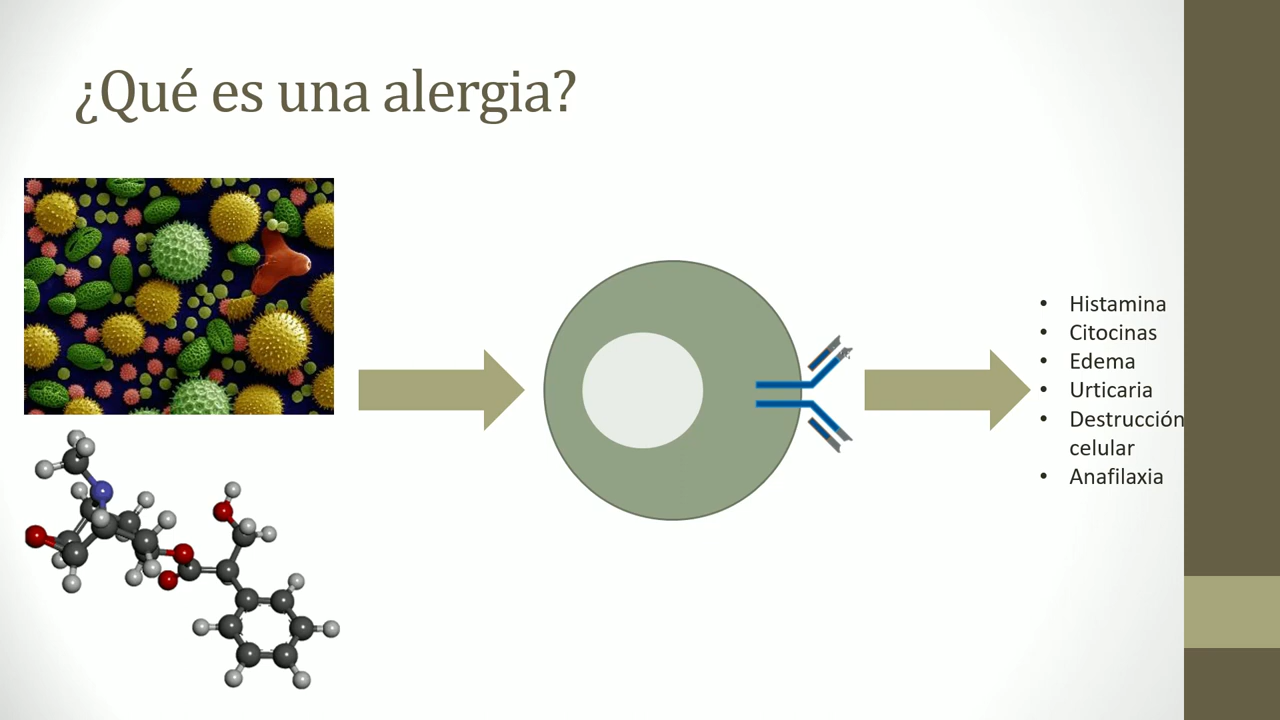 ¿Qué es una alergia?
• Histamina
• Citocinas
• Edema
• Urticaria
• Destrucción
celular
• Anafilaxia